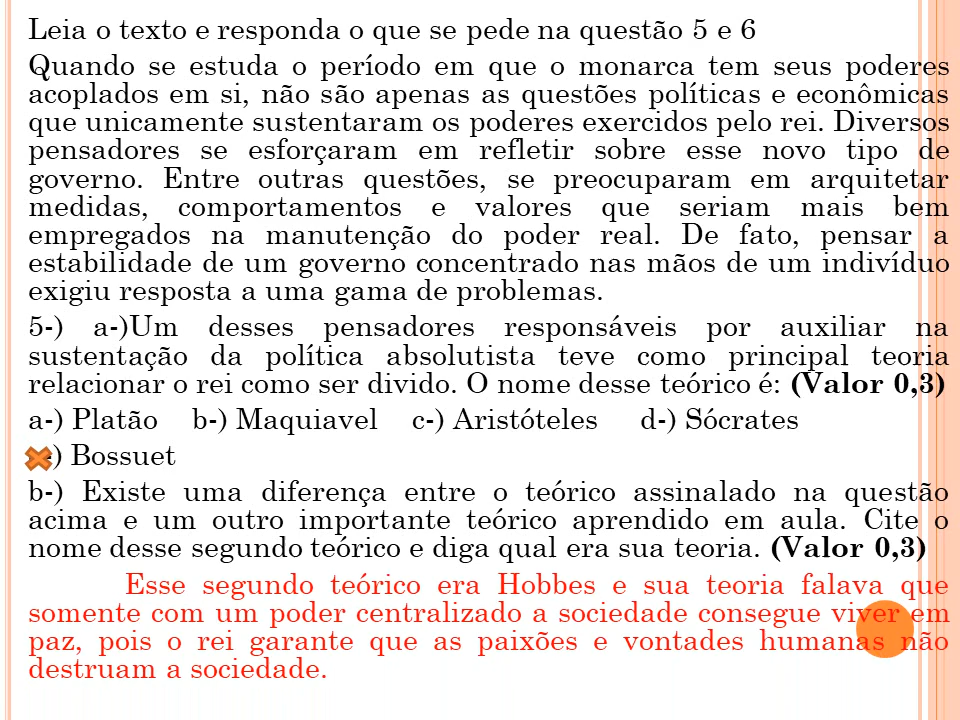 Leia o texto e responda o que se pede na questão 5 e 6
Quando se estuda o período em que o monarca tem seus poderes
acoplados em si, não são apenas as questões políticas e econômicas
que unicamente sustentaram os poderes exercidos pelo rei. Diversos
pensadores se esforçaram em refletir sobre esse novo tipo de
governo. Entre outras questões, se preocuparam em arquitetar
medidas, comportamentos e valores que seriam mais bem
empregados na manutenção do poder real. De fato, pensar a
estabilidade de um governo concentrado nas mãos de um indivíduo
exigiu resposta a uma gama de problemas.
5-) a-)Um desses pensadores responsáveis por auxiliar na
sustentação da política absolutista teve como principal teoria
relacionar o rei como ser divido. O nome desse teórico é: (Valor 0,3)
a-) Platão b-) Maquiavel c-) Aristóteles d-) Sócrates
) Bossuet
b-) Existe uma diferença entre o teórico assinalado na questão
acima e um outro importante teórico aprendido em aula. Cite o
nome desse segundo teórico e diga qual era sua teoria. (Valor 0,3)
Esse segundo teórico era Hobbes e sua teoria falava que
somente com um poder centralizado a sociedade consegue viver em
paz, pois o rei garante que as paixões e vontades humanas não
destruam a sociedade.